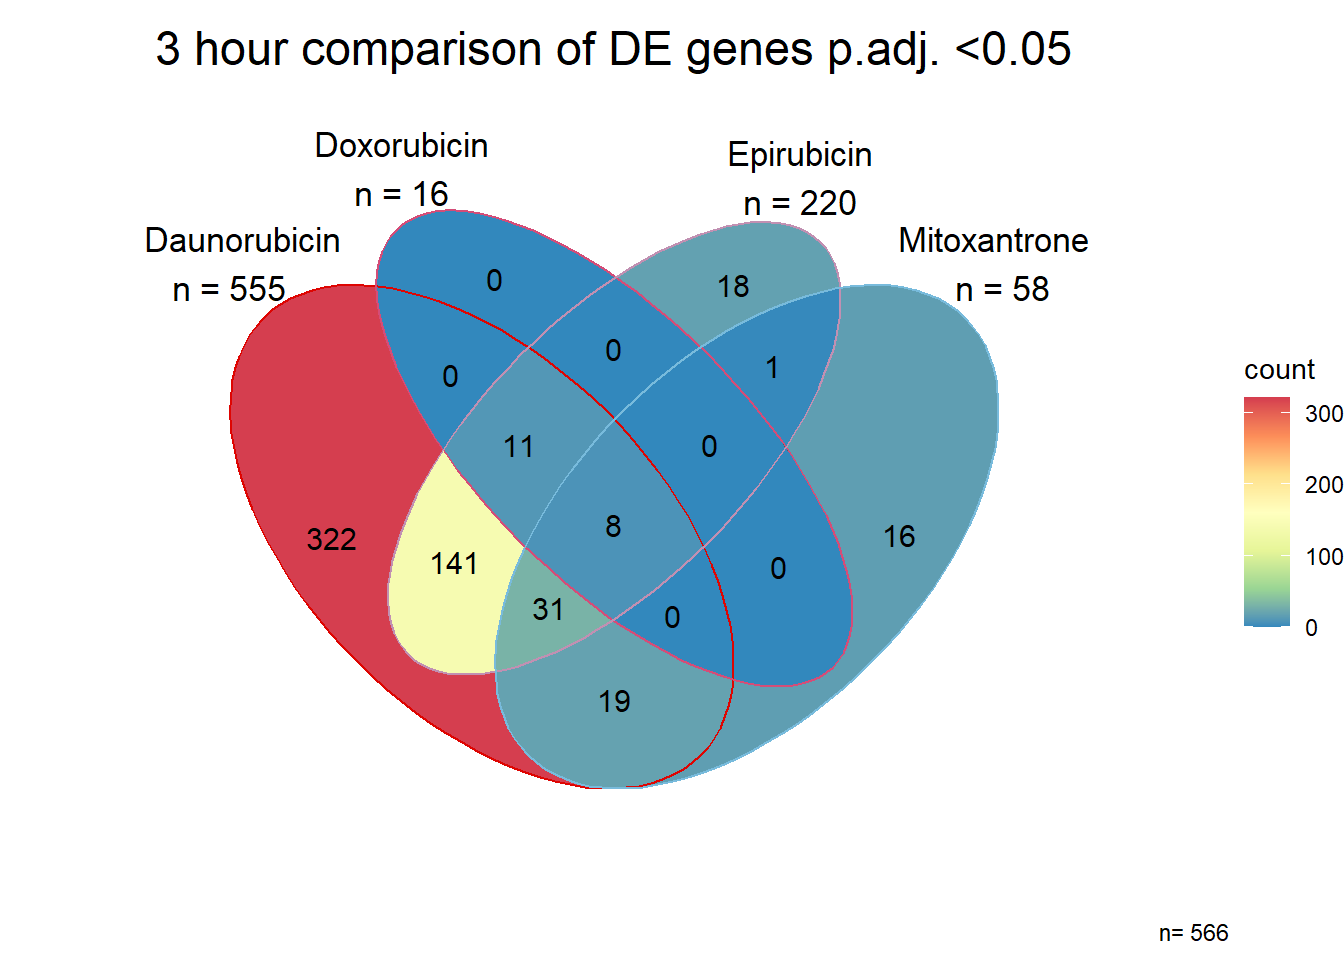 3 hour comparison of DE genes p.adj. <0.05
Doxorubicin
n = 16
Epirubicin
n = 220
Daunorubicin
n = 555
Mitoxantrone
n = 58
0
18
0
1
0
11
0
322
141
8
16
31
0
0
19
count
300
200
100
0
n= 566